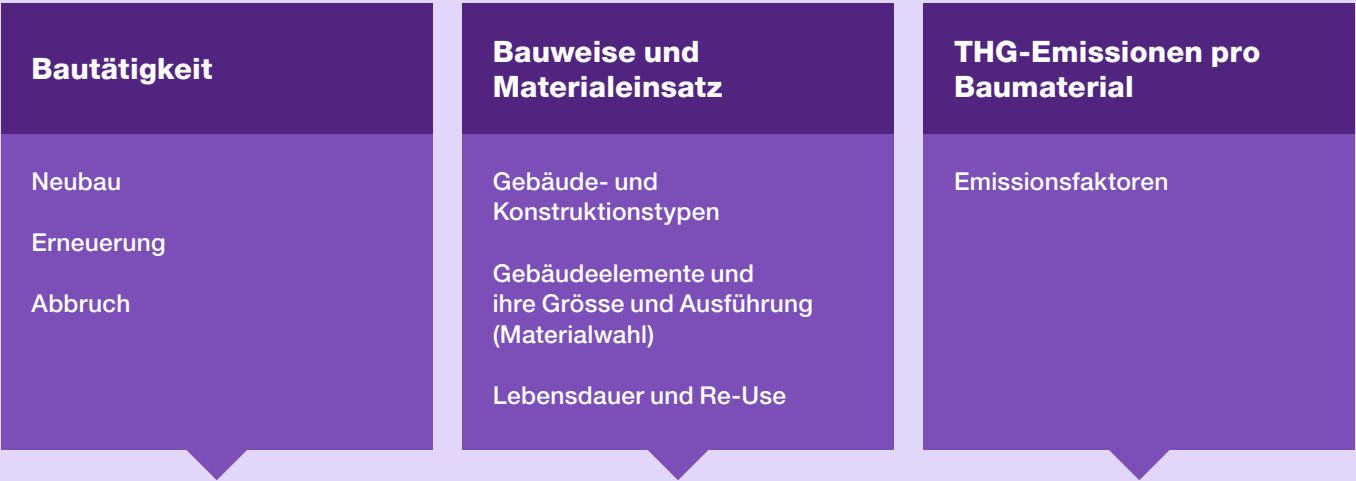 Bautätigkeit
Neubau
Erneuerung
Abbruch
Bauweise und
Materialeinsatz
Gebäude- und
Konstruktionstypen
Gebäudeelemente und
ihre Grösse und Ausführung
(Materialwahl)
Lebensdauer und Re-Use
THG-Emissionen pro
Baumaterial
Emissionsfaktoren